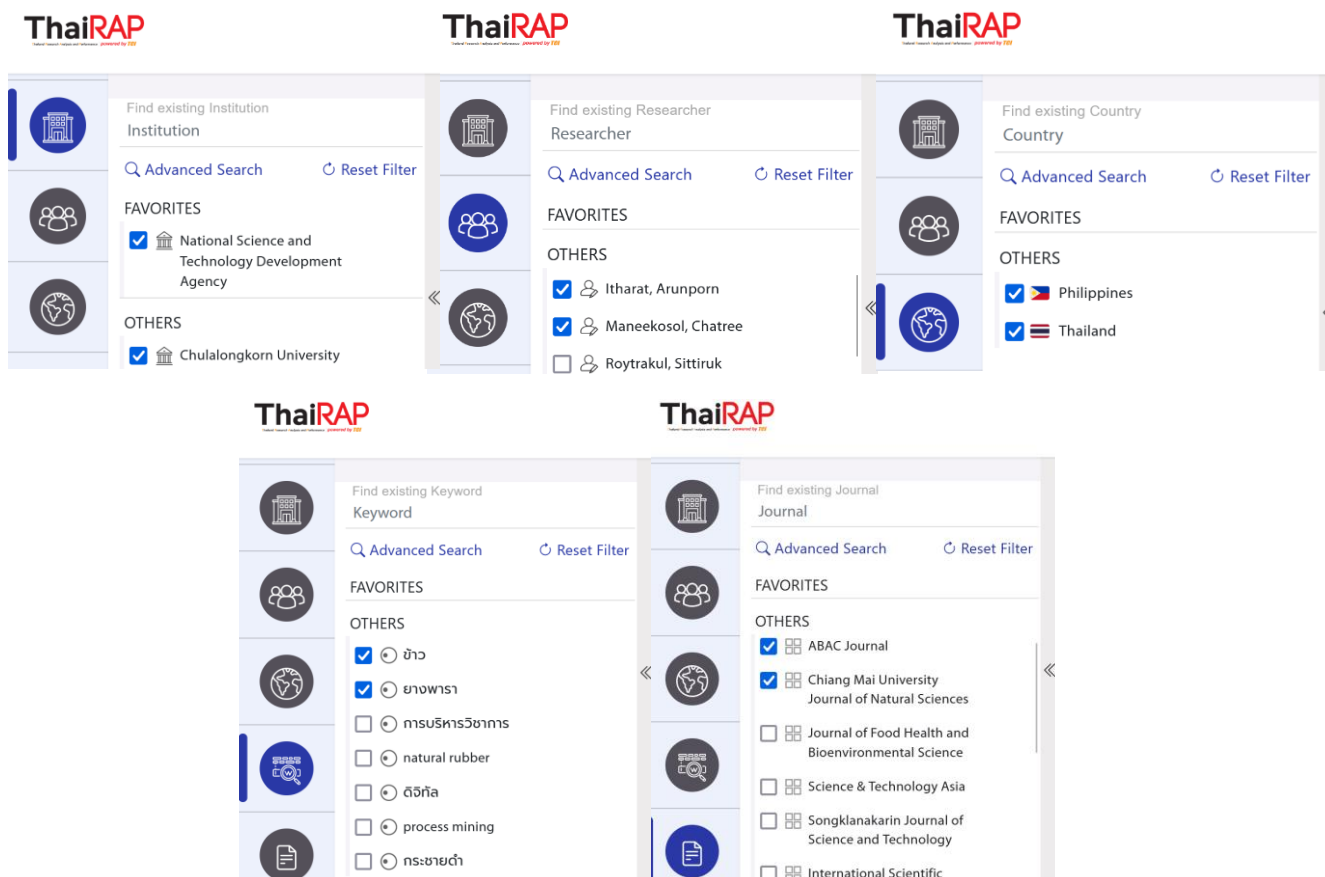 ThaiRAP
Find existing Institution
Institution
Advanced Search
Reset Filter
FAVORITES
National Science and
Technology Development
Agency
OTHERS
Chulalongkorn University
ThaiRAP
Find existing Researcher
Researcher
Advanced Search
Reset Filter
FAVORITES
OTHERS
Itharat, Arunporn
Maneekosol, Chatree
Roytrakul, Sittiruk
ThaiRAP
Find existing Country
Country
Advanced Search
Reset Filter
FAVORITES
OTHERS
Philippines
Thailand
ThaiRAP
Find existing Keyword
Keyword
Advanced Search
Reset Filter
FAVORITES
OTHERS
ข้าว
ยางพารา
การบริหารวิชาการ
natural rubber
ดิจิทัล
process mining
กระชายดำ
ThaiRAP
Find existing Journal
Journal
Advanced Search
Reset Filter
FAVORITES
OTHERS
ABAC Journal
Chiang Mai University
Journal of Natural Sciences
Journal of Food Health and
Bioenvironmental Science
Science & Technology Asia
Songklanakarin Journal of
Science and Technology
International Scientific